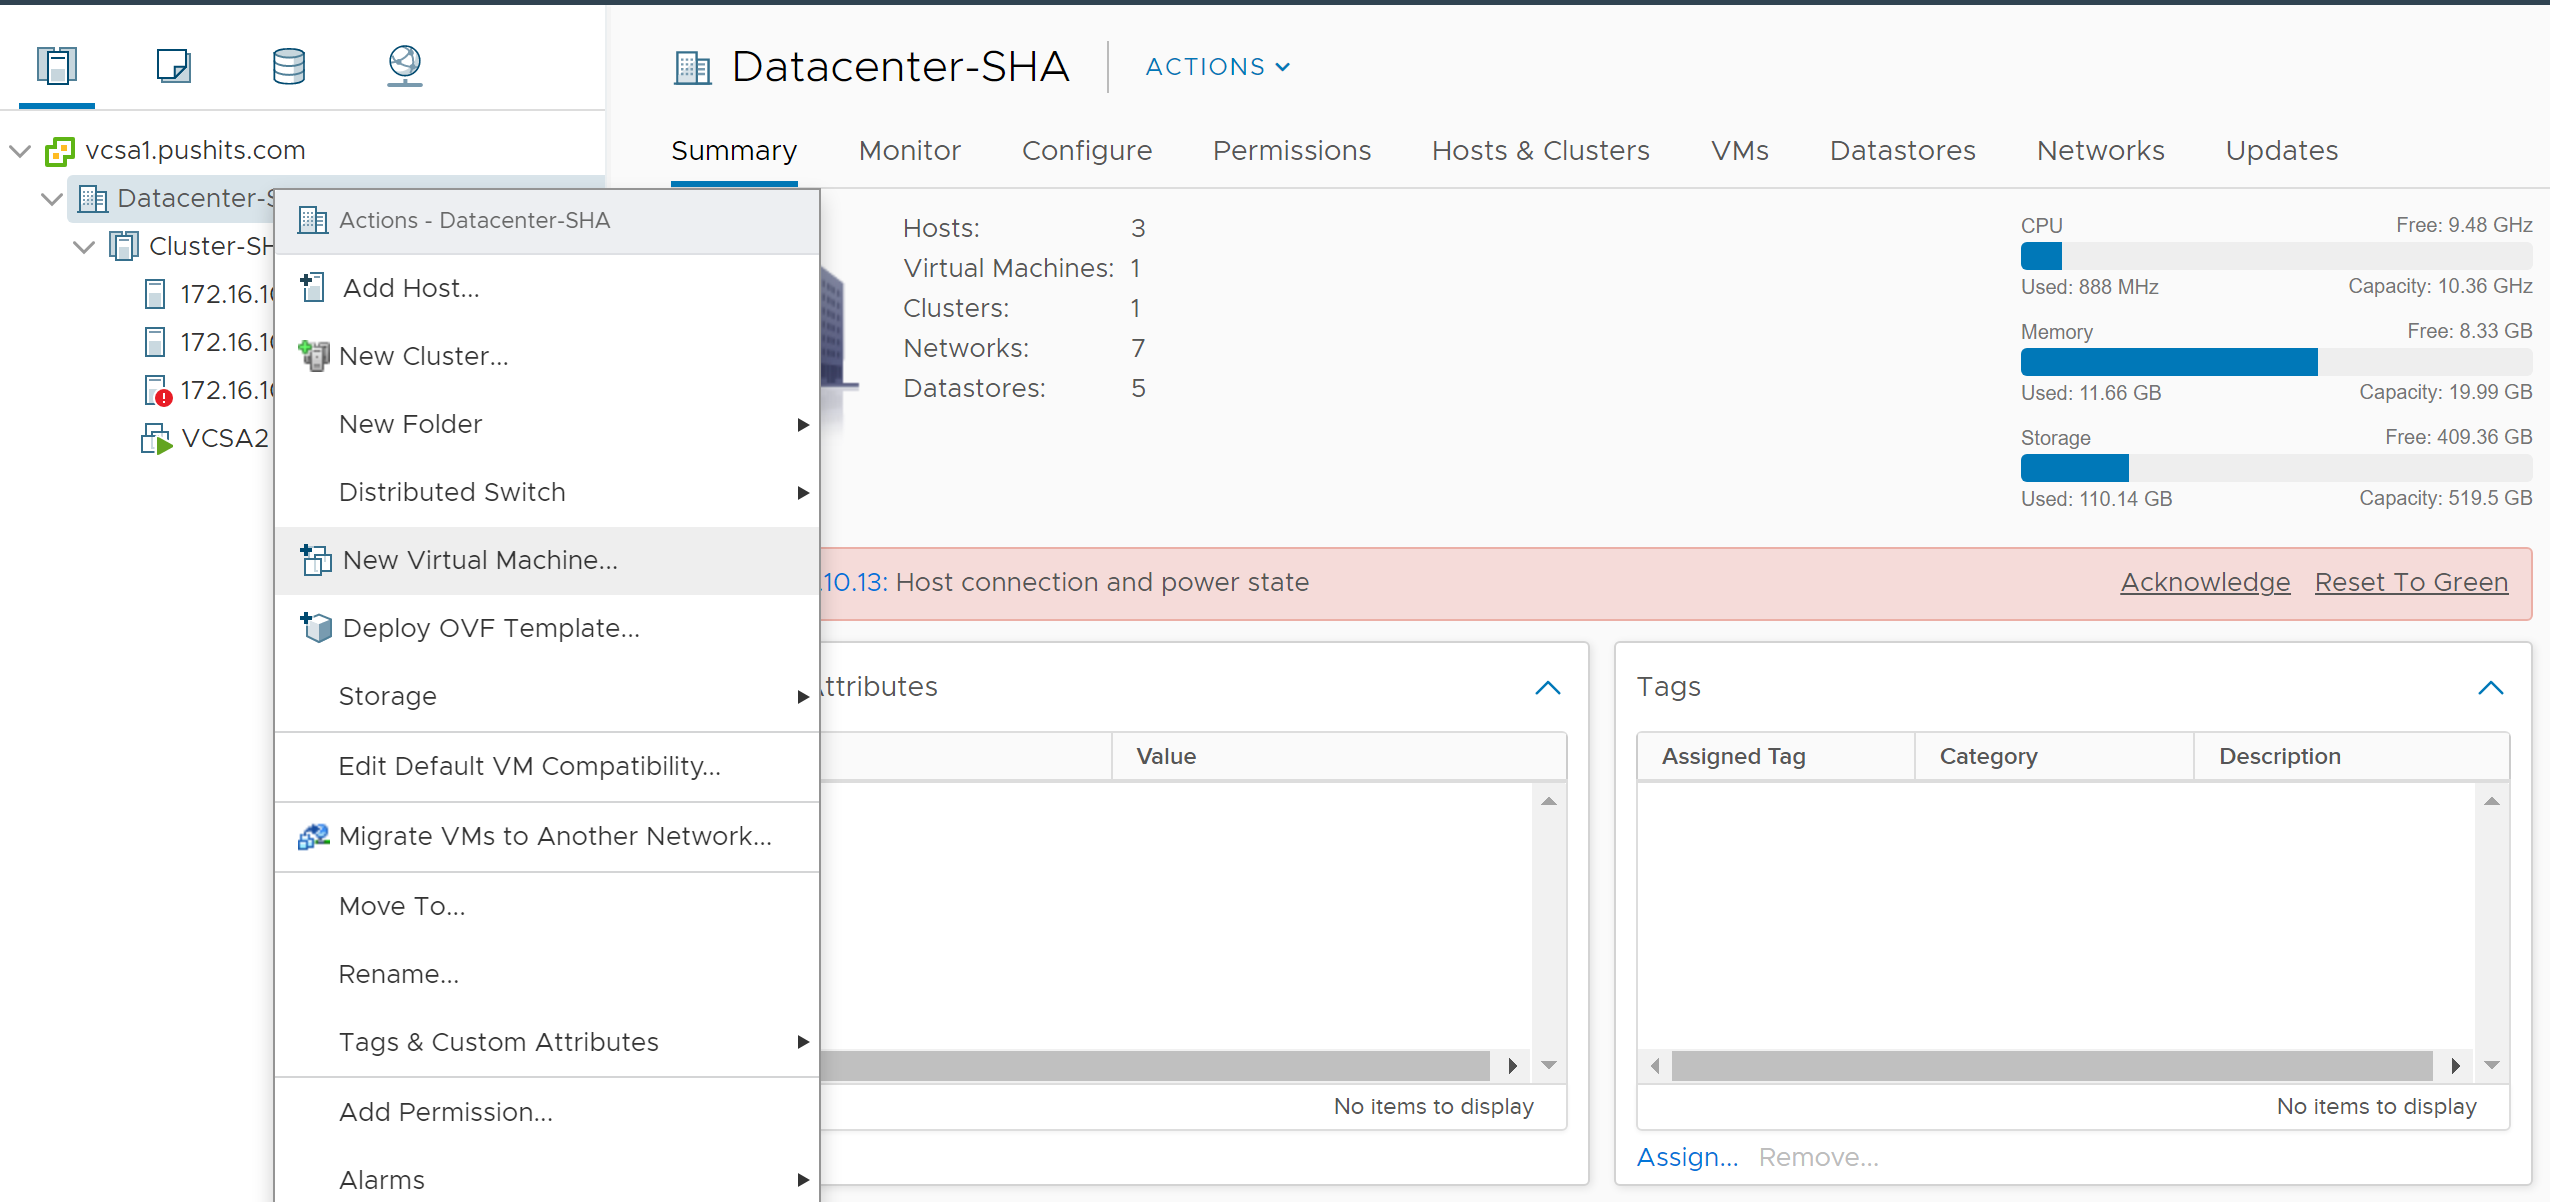 Datacenter-SHA
ACTIONS
Summary Monitor Configure Permissions Hosts & Clusters VMs Datastores Networks Updates
vcsa1.pushits.com
Datacenter-S
Cluster-SH
172.16.10
172.16.10
172.16.10
VCSA2
Actions - Datacenter-SHA
Add Host...
New Cluster...
New Folder
Distributed Switch
New Virtual Machine...
Deploy OVF Template...
Storage
Edit Default VM Compatibility...
Migrate VMs to Another Network...
Move To...
Rename...
Tags & Custom Attributes
Add Permission...
Alarms
Hosts: 3
Virtual Machines: 1
Clusters: 1
Networks: 7
Datastores: 5
CPU Free: 9.48 GHz
Used: 888 MHz Capacity: 10.36 GHz
Memory Free: 8.33 GB
Used: 11.66 GB Capacity: 19.99 GB
Storage Free: 409.36 GB
Used: 110.14 GB Capacity: 519.5 GB
.10.13: Host connection and power state Acknowledge Reset To Green
ttributes
Value
No items to display
Tags
Assigned Tag Category Description
No items to display
Assign... Remove...